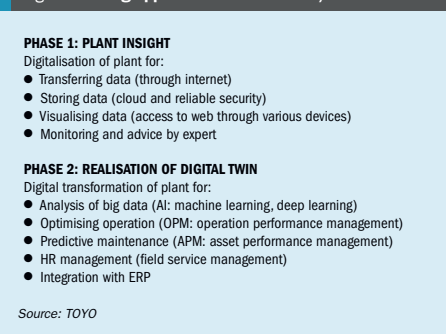 PHASE 1: PLANT INSIGHT
Digitalisation of plant for:
● Transferring data (through internet)
● Storing data (cloud and reliable security)
● Visualising data (access to web through various devices)
● Monitoring and advice by expert
PHASE 2: REALISATION OF DIGITAL TWIN
Digital transformation of plant for:
● Analysis of big data (AI: machine learning, deep learning)
● Optimising operation (OPM: operation performance management)
● Predictive maintenance (APM: asset performance management)
● HR management (field service management)
● Integration with ERP
Source: TOYO